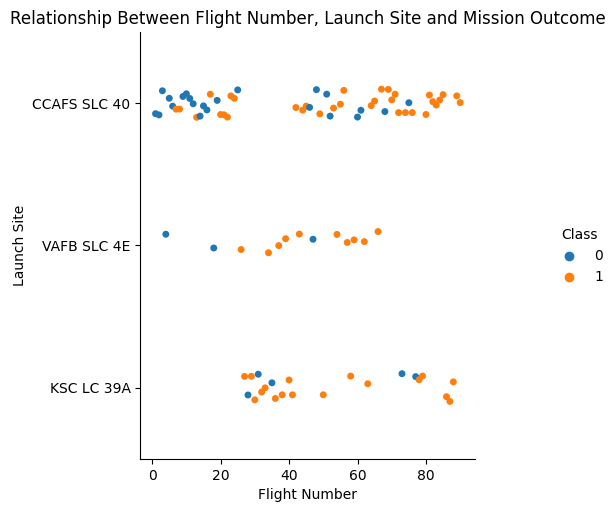 Relationship Between Flight Number, Launch Site and Mission Outcome
CCAFS SLC 40
VAFB SLC 4E
KSC LC 39A
Launch Site
0 20 40 60 80
Flight Number
Class
0
1